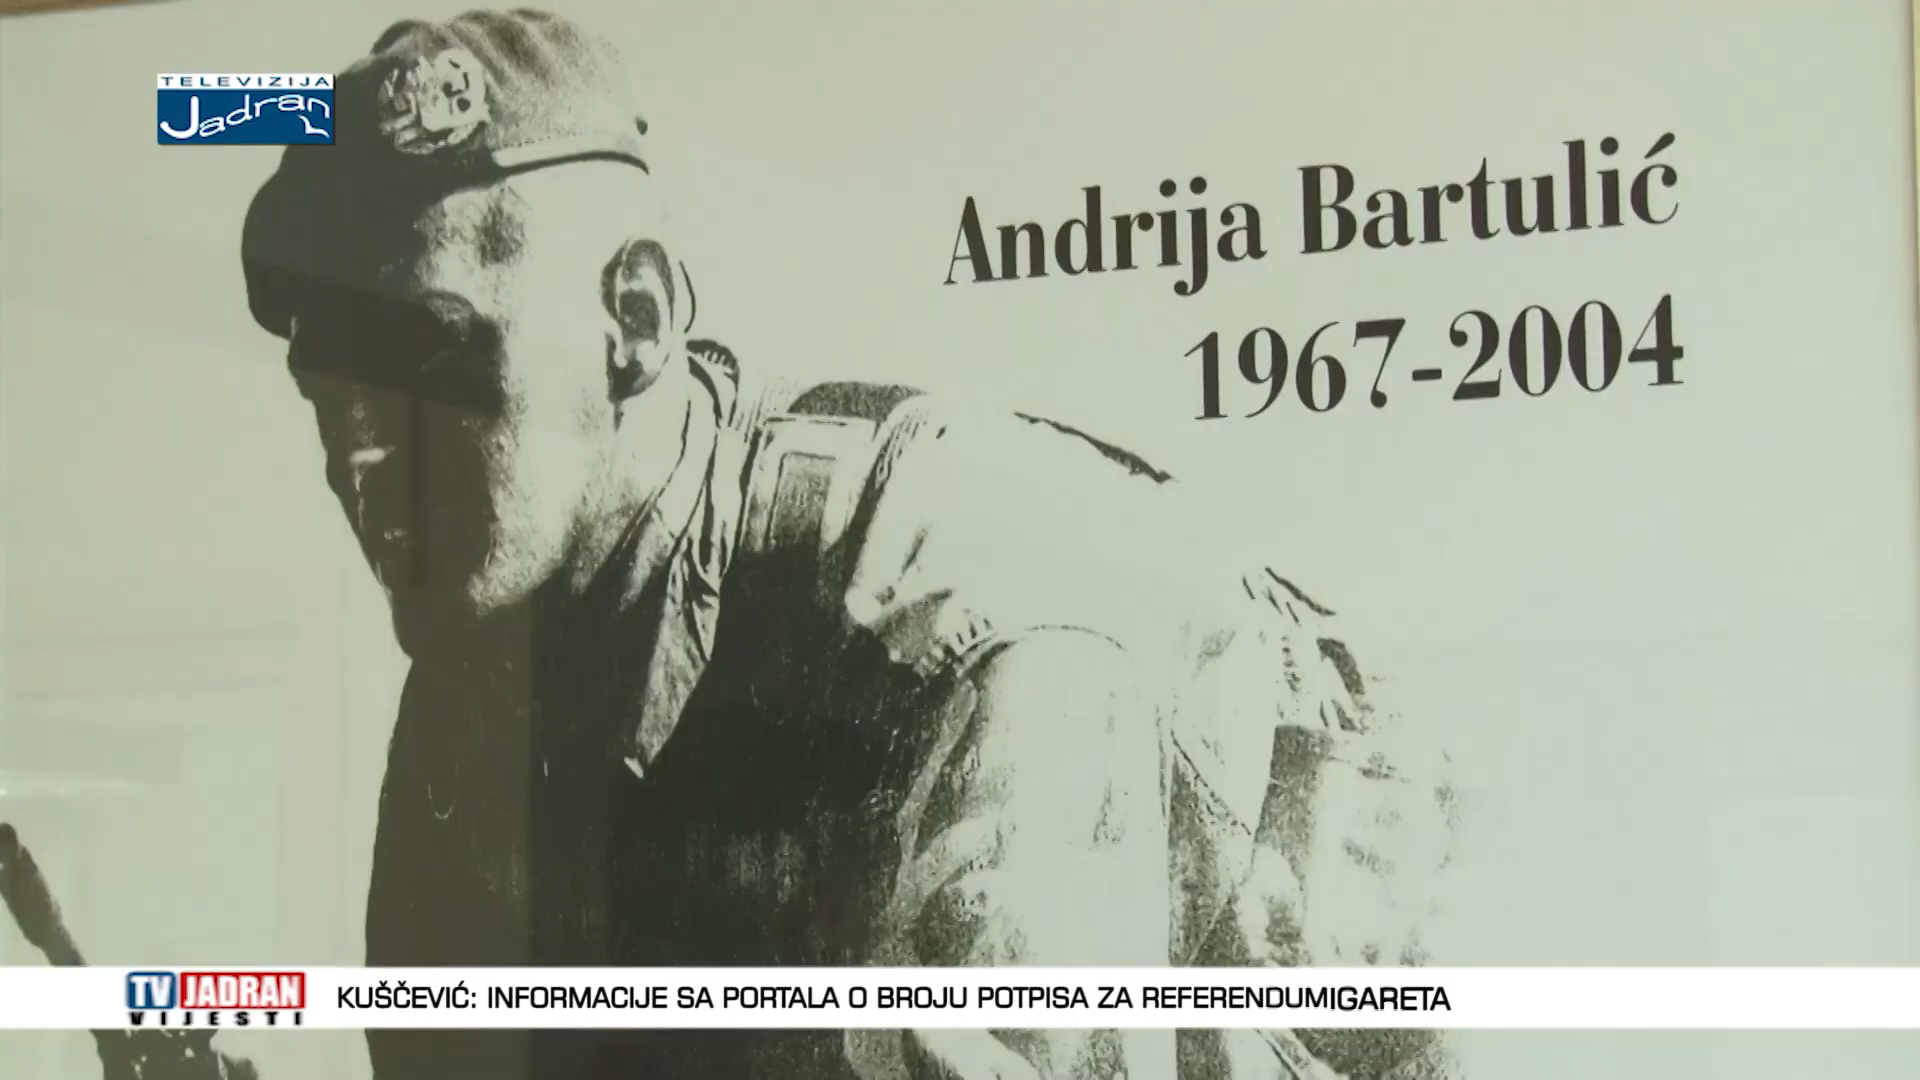 TELEVIZIJA
Jadran
Andrija Bartulić
1967-2004
TV JADRAN
VIJESTI
KUŠČEVIĆ: INFORMACIJE SA PORTALA O BROJU POTPISA ZA REFERENDUMIGARETA